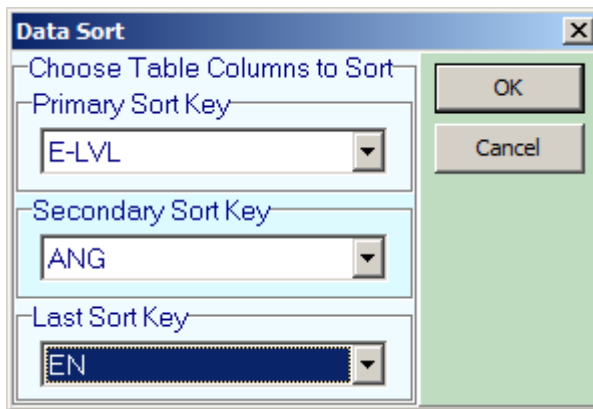 Data Sort
Choose Table Columns to Sort
Primary Sort Key
E-LVL
Secondary Sort Key
ANG
Last Sort Key
EN
OK
Cancel